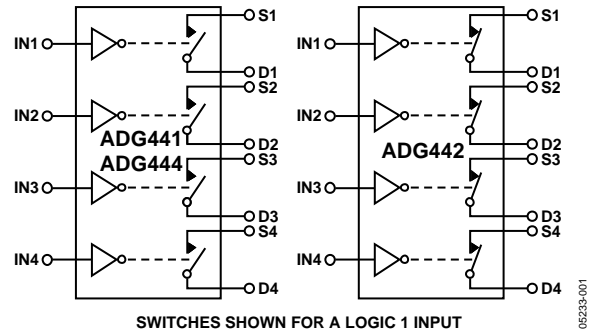 S1
IN1
D1
S2
IN2
D2
ADG441
ADG444
S3
IN3
D3
S4
IN4
D4
S1
IN1
D1
S2
IN2
D2
ADG442
S3
IN3
D3
S4
IN4
D4
SWITCHES SHOWN FOR A LOGIC 1 INPUT
05233-001